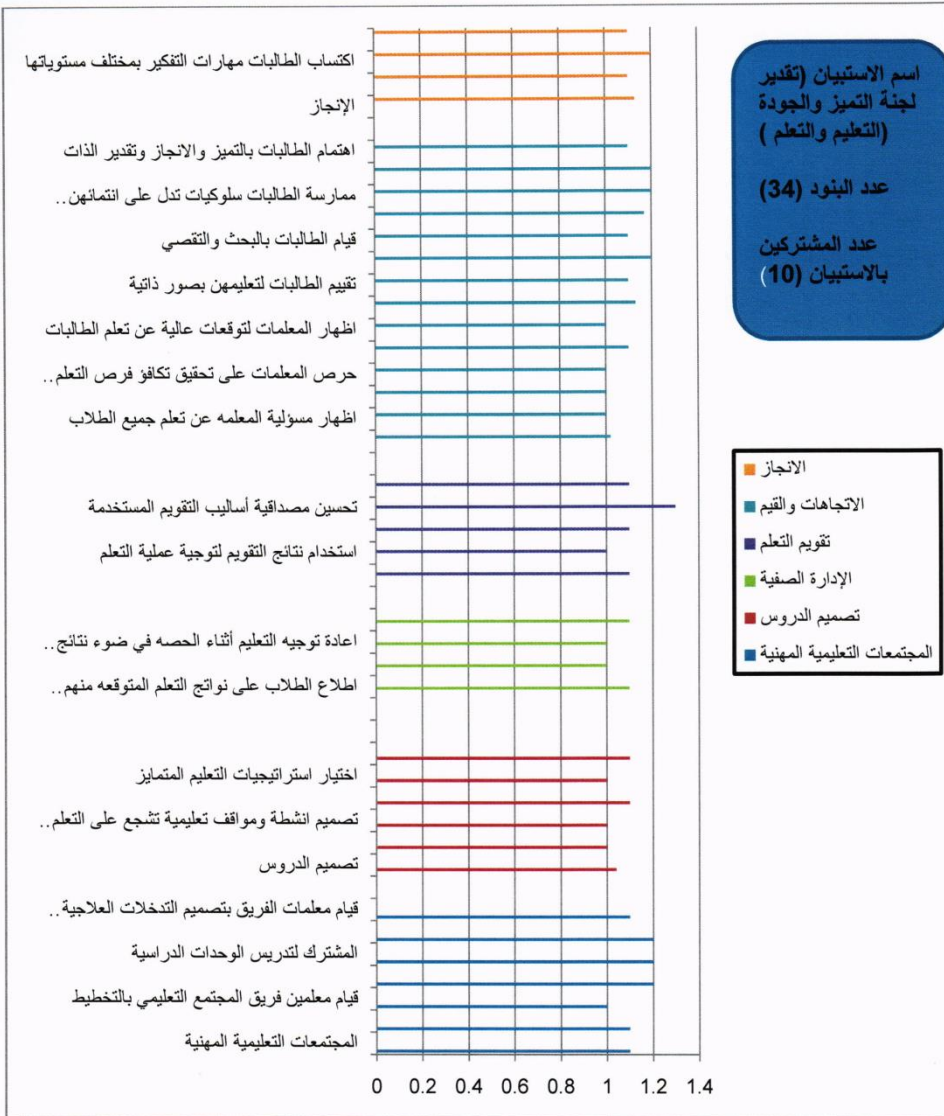 اكتساب الطالبات مهارات التفكير بمختلف مستوياتها
الإنجاز
اهتمام الطالبات بالتميز والانجاز وتقدير الذات
ممارسة الطالبات سلوكيات تدل على انتمائهن..
قيام الطالبات بالبحث والتقصي
تقييم الطالبات لتعليمهن بصور ذاتية
اظهار المعلمات لتوقعات عالية عن تعلم الطالبات
حرص المعلمات على تحقيق تكافؤ فرص التعلم..
اظهار مسؤلية المعلمه عن تعلم جميع الطلاب
تحسين مصداقية أساليب التقويم المستخدمة
استخدام نتائج التقويم لتوجية عملية التعلم
اعادة توجيه التعليم أثناء الحصه في ضوء نتائج..
اطلاع الطلاب على نواتج التعلم المتوقعه منهم..
اختيار استراتيجيات التعليم المتمايز
تصميم انشطة ومواقف تعليمية تشجع على التعلم..
تصميم الدروس
قيام معلمات الفريق بتصميم التدخلات العلاجية..
المشترك لتدريس الوحدات الدراسية
قيام معلمين فريق المجتمع التعليمي بالتخطيط
المجتمعات التعليمية المهنية
0 0.2 0.4 0.6 0.8 1 1.2 1.4
اسم الاستبيان (تقدير
لجنة التميز والجودة
(التعليم والتعلم )
عدد البنود (34)
عدد المشتركين
بالاستبيان (10)
الانجاز
الاتجاهات والقيم
تقويم التعلم
الإدارة الصفية
تصميم الدروس
المجتمعات التعليمية المهنية